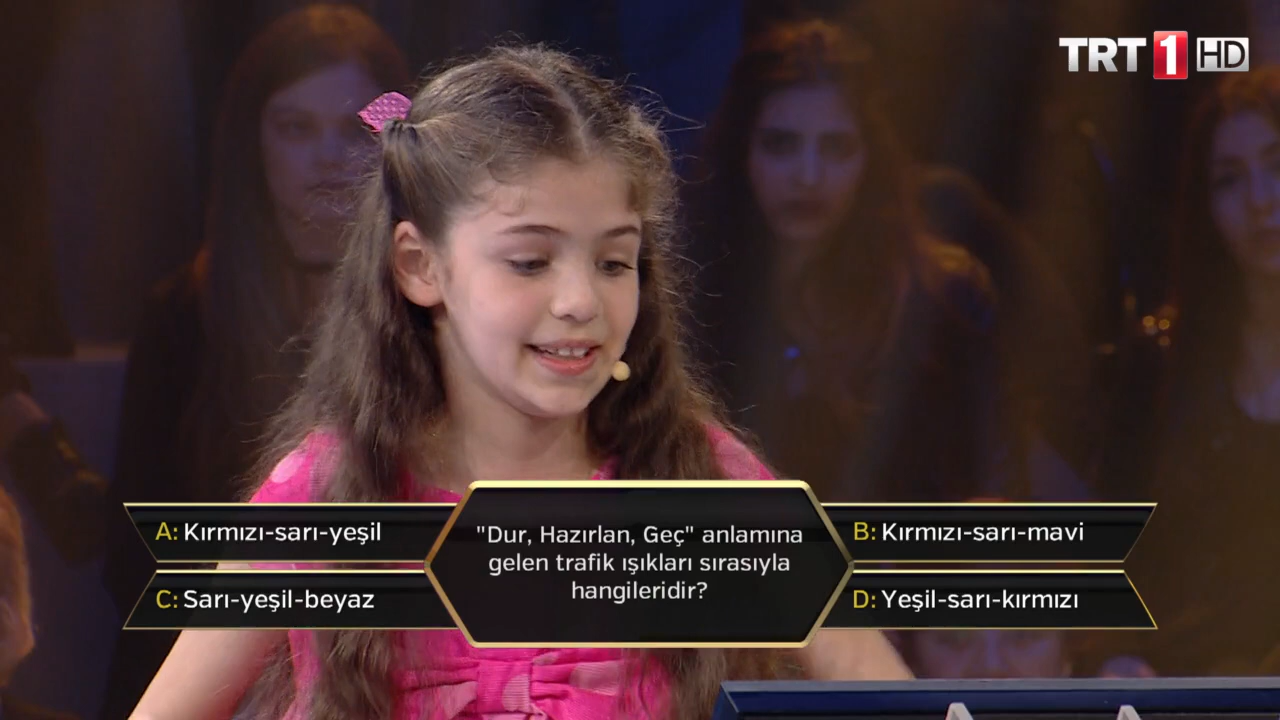 TRT 1 HD
"Dur, Hazırlan, Geç" anlamına
gelen trafik ışıkları sırasıyla
hangileridir?
A: Kırmızı-sarı-yeşil
B: Kırmızı-sarı-mavi
C: Sarı-yeşil-beyaz
D: Yeşil-sarı-kırmızı